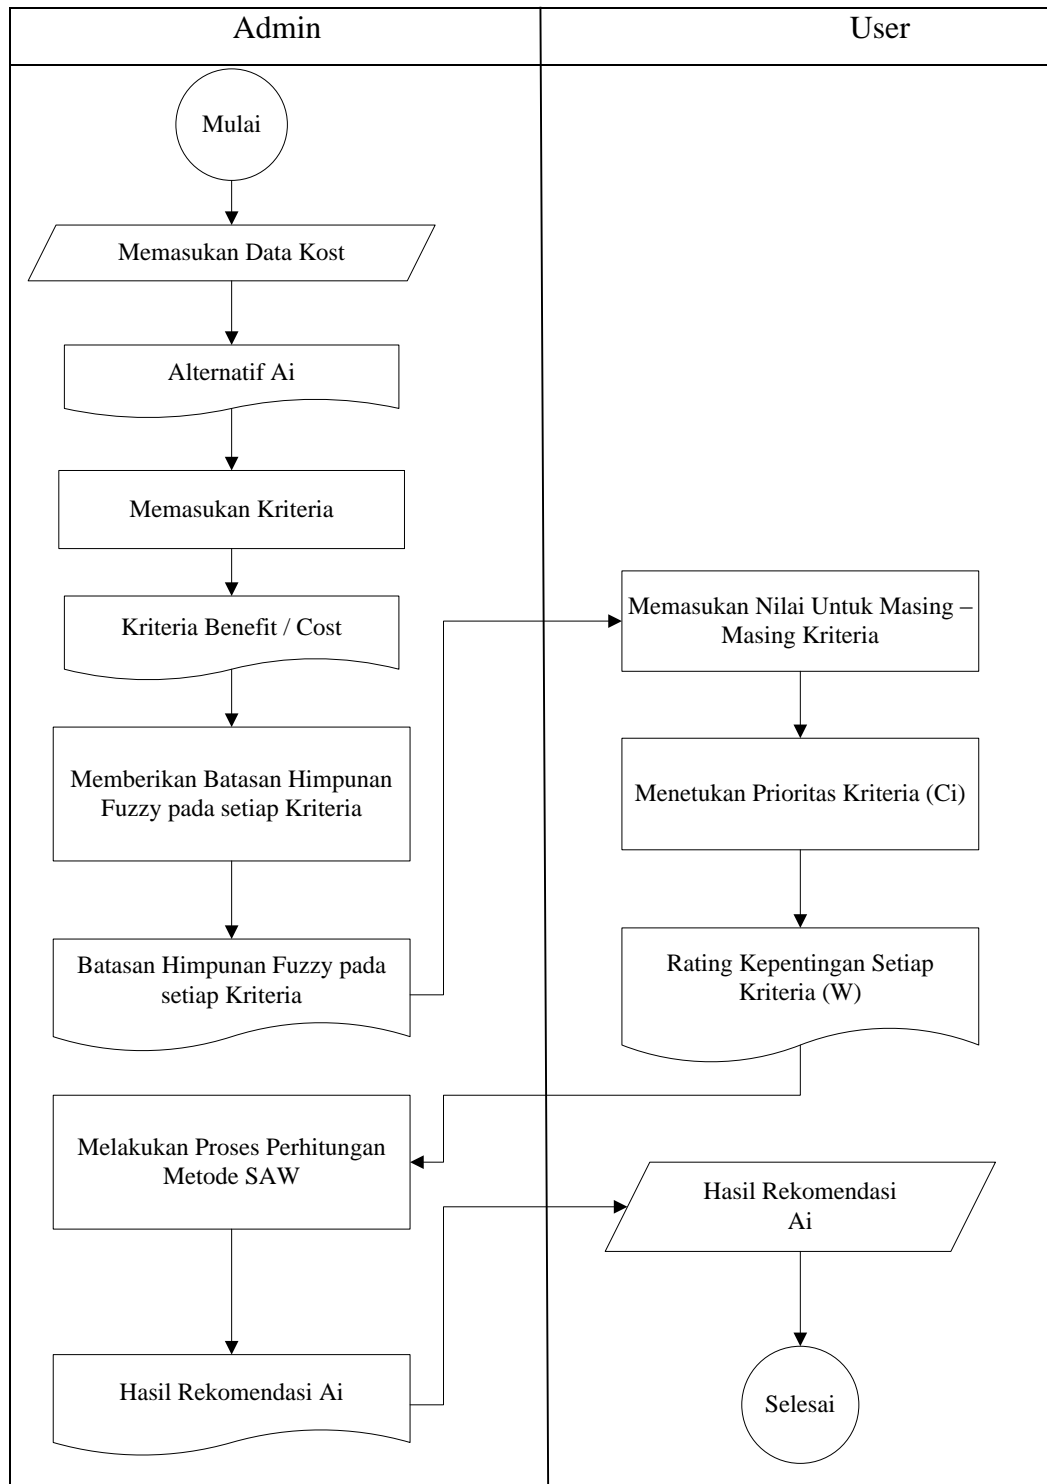 Admin
User
Mulai
Memasukan Data Kost
Alternatif Ai
Memasukan Kriteria
Kriteria Benefit / Cost
Memberikan Batasan Himpunan
Fuzzy pada setiap Kriteria
Batasan Himpunan Fuzzy pada
setiap Kriteria
Memasukan Nilai Untuk Masing –
Masing Kriteria
Menetukan Prioritas Kriteria (Ci)
Rating Kepentingan Setiap
Kriteria (W)
Melakukan Proses Perhitungan
Metode SAW
Hasil Rekomendasi Ai
Hasil Rekomendasi
Ai
Selesai